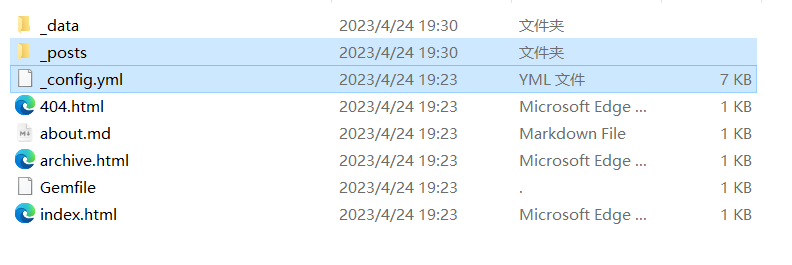 _data 2023/4/24 19:30 文件夹
_posts 2023/4/24 19:30 文件夹
_config.yml 2023/4/24 19:23 YML 文件 7 KB
404.html 2023/4/24 19:23 Microsoft Edge ... 1 KB
about.md 2023/4/24 19:23 Markdown File 1 KB
archive.html 2023/4/24 19:23 Microsoft Edge ... 1 KB
Gemfile 2023/4/24 19:23 . 1 KB
index.html 2023/4/24 19:23 Microsoft Edge ... 1 KB